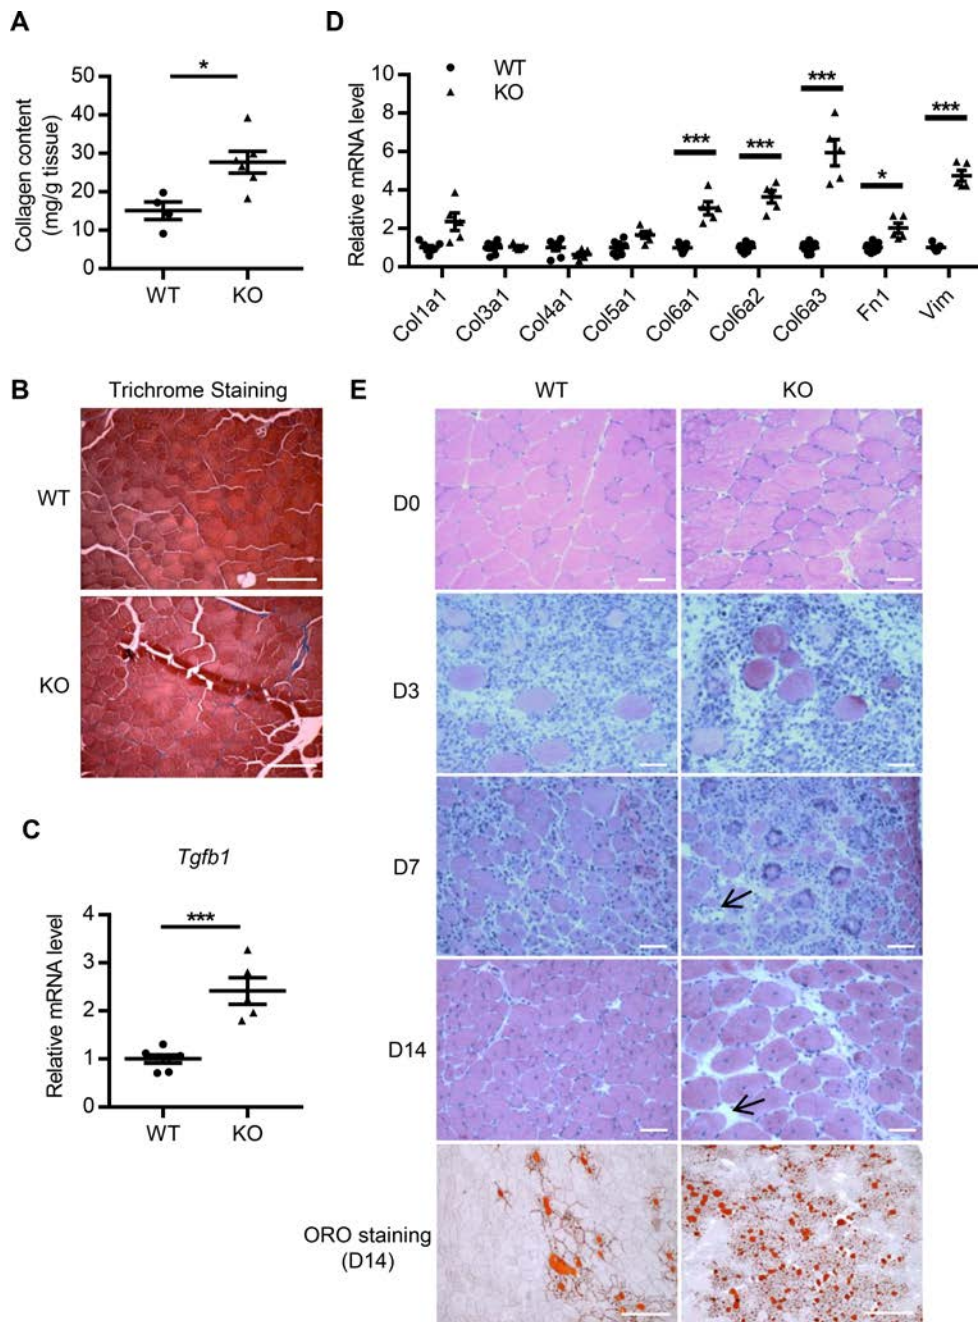 A
*
50
40
30
20
10
0
Collagen content
(mg/g tissue)
WT
KO
D
WT
KO
10
8
6
4
2
0
Relative mRNA level
***
***
***
*
***
Col1a1
Col3a1
Col4a1
Col5a1
Col6a1
Col6a2
Col6a3
Fn1
Vim
B
Trichrome Staining
WT
KO
C
Tgfb1
***
4
3
2
1
0
Relative mRNA level
WT
KO
E
WT
KO
D0
D3
D7
D14
ORO staining
(D14)